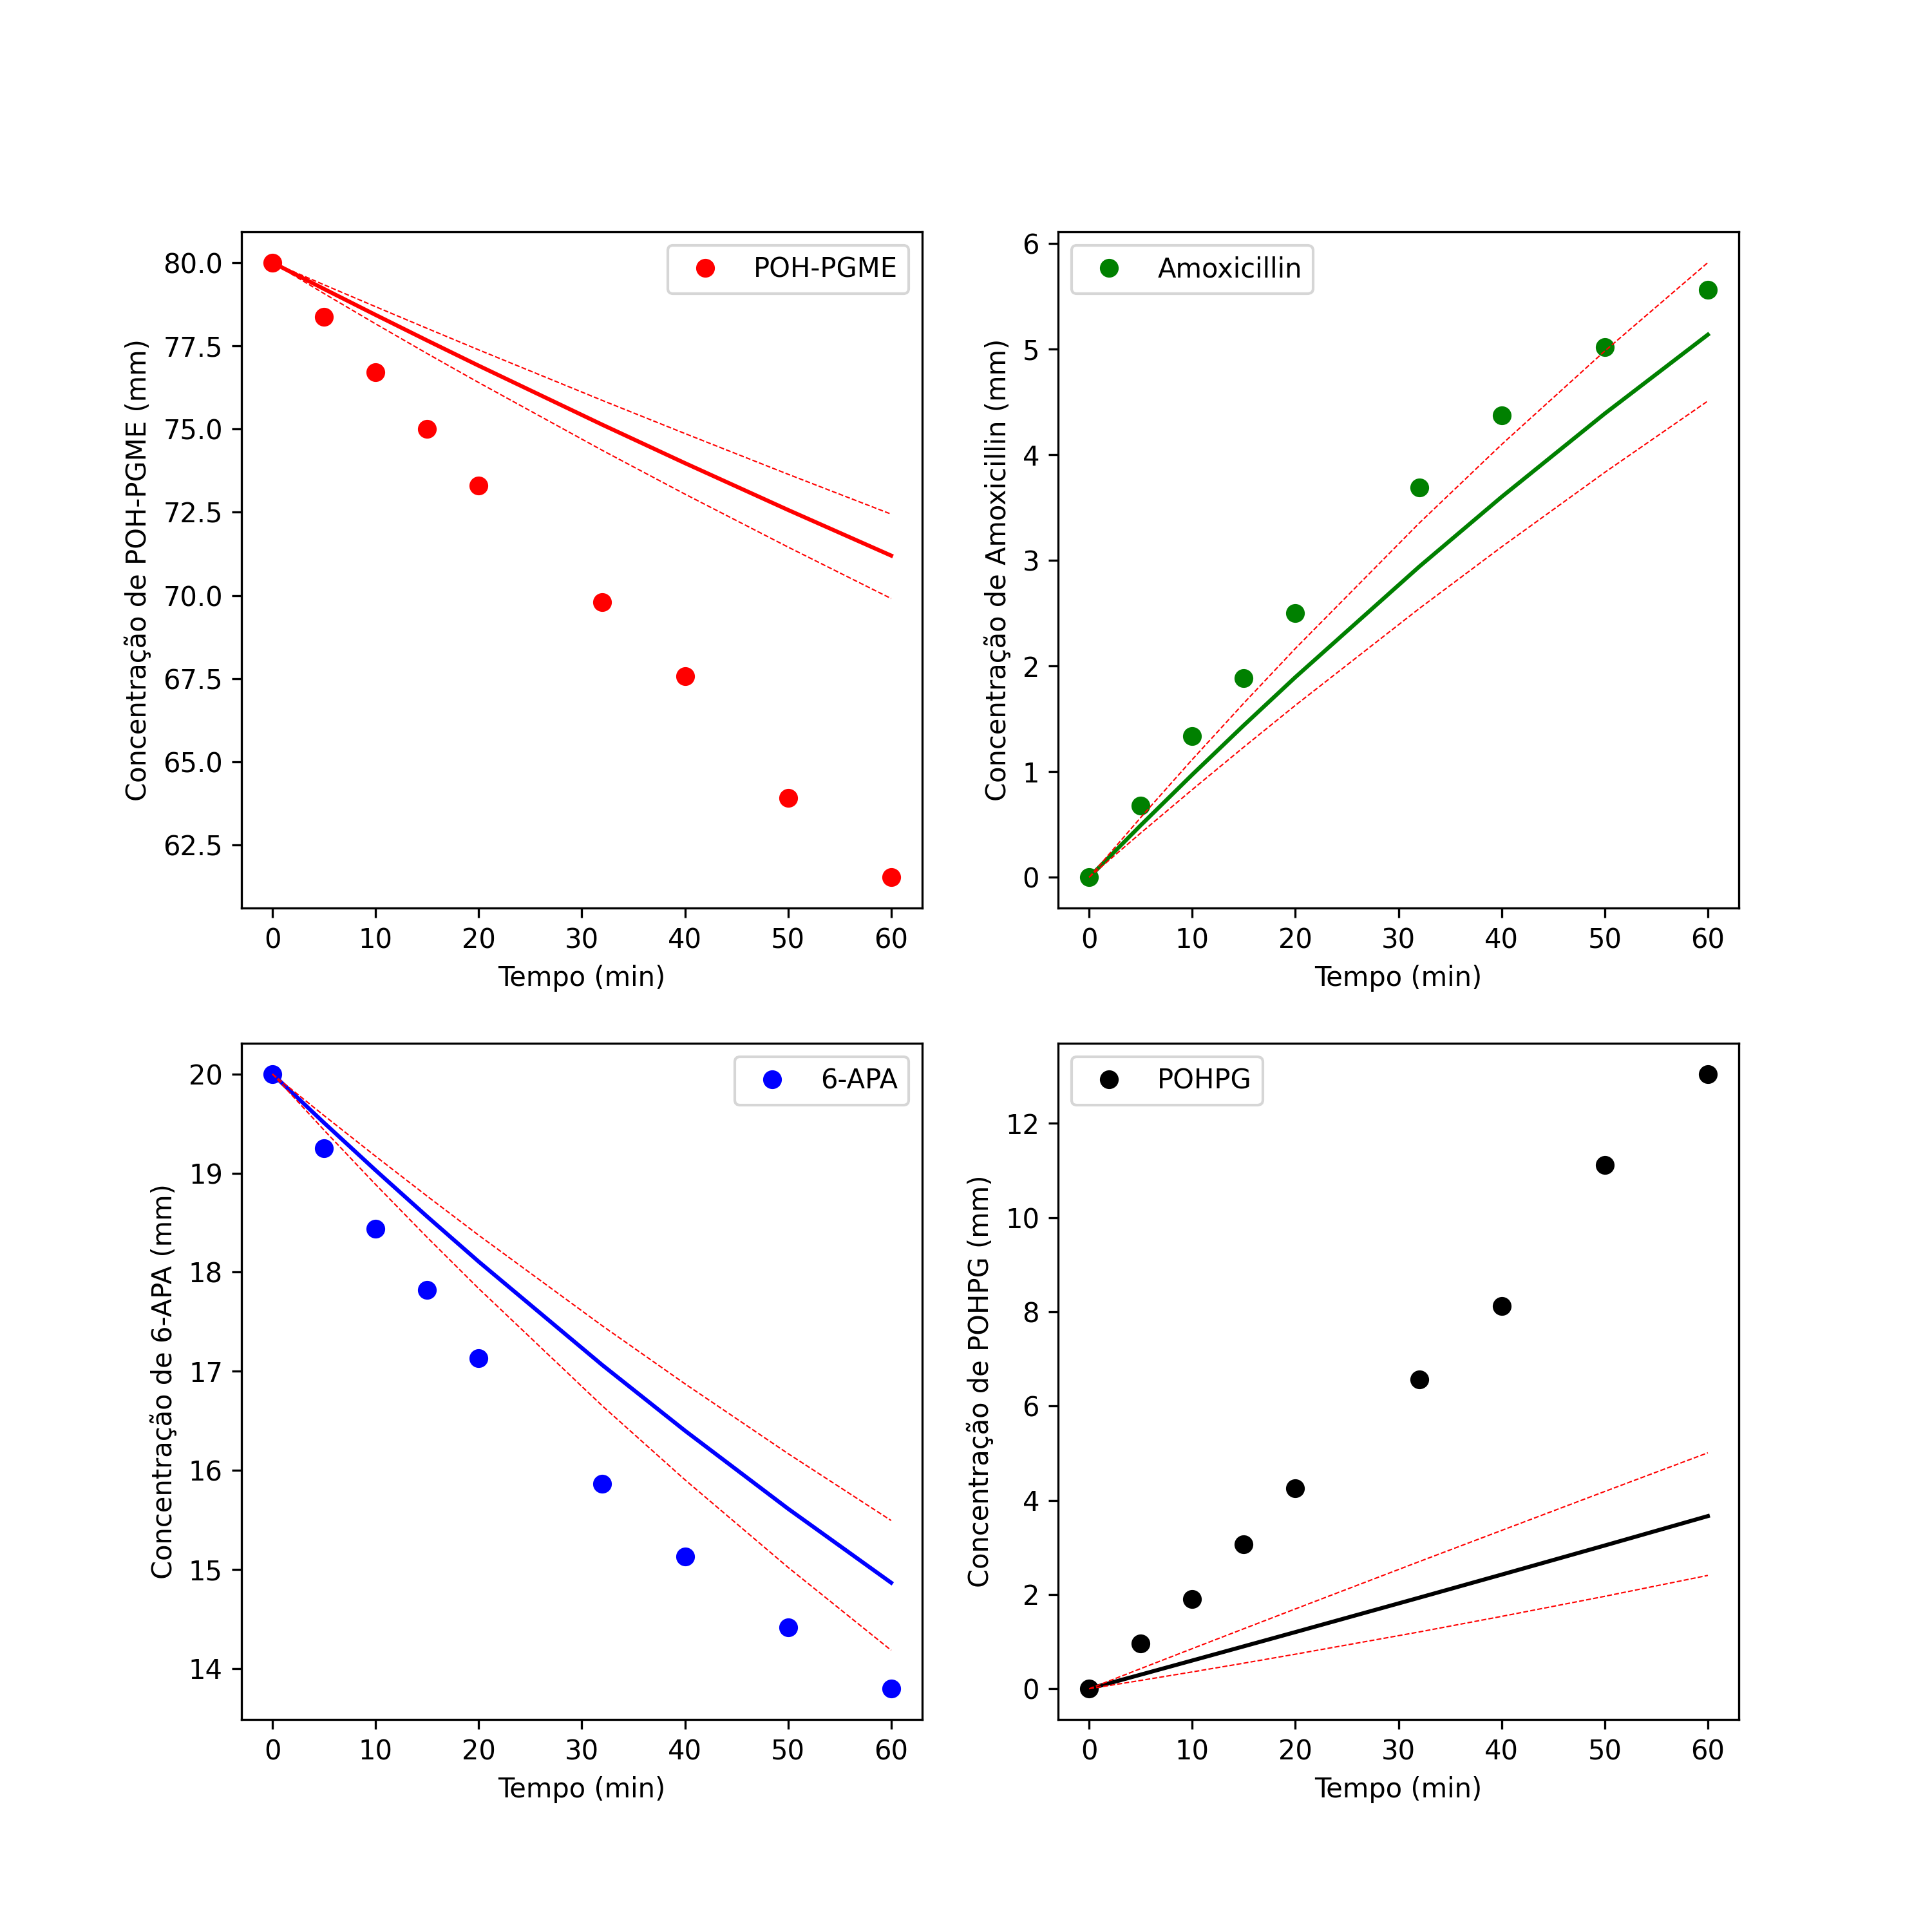 POH-PGME
Concentração de POH-PGME (mm)
80.0
77.5
75.0
72.5
70.0
67.5
65.0
62.5
0 10 20 30 40 50 60
Tempo (min)
Amoxicillin
Concentração de Amoxicillin (mm)
6
5
4
3
2
1
0
0 10 20 30 40 50 60
Tempo (min)
6-APA
Concentração de 6-APA (mm)
20
19
18
17
16
15
14
0 10 20 30 40 50 60
Tempo (min)
POHPG
Concentração de POHPG (mm)
12
10
8
6
4
2
0
0 10 20 30 40 50 60
Tempo (min)